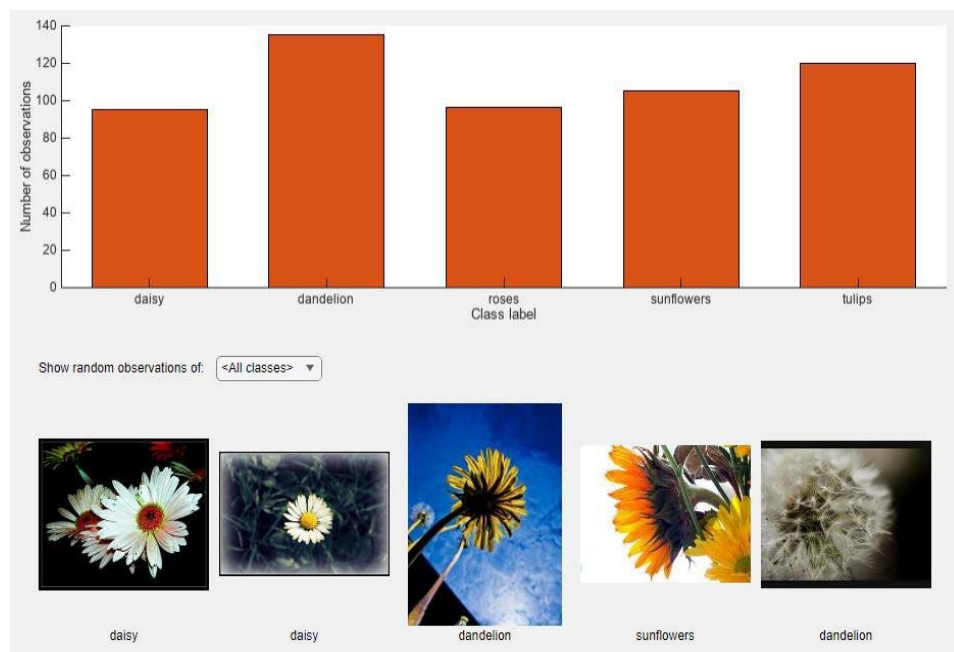 140
120
100
80
60
40
20
0
Number of observations
daisy dandelion roses sunflowers tulips
Class label
Show random observations of: <All classes>
daisy daisy dandelion sunflowers dandelion